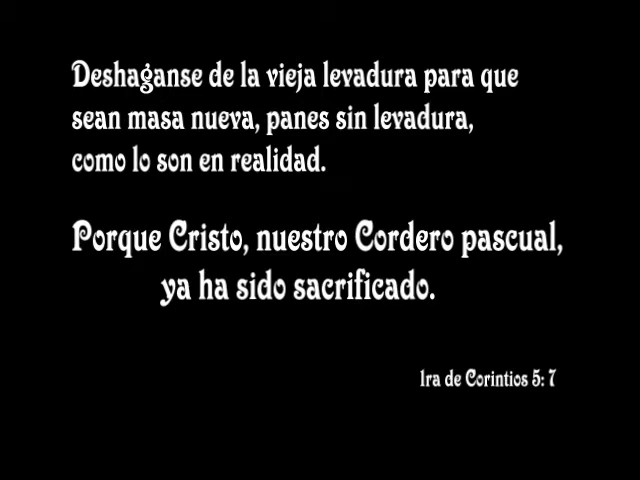 Deshaganse de la vieja levadura para que
sean masa nueva, panes sin levadura,
como lo son en realidad.
Porque Cristo, nuestro Cordero pascual,
ya ha sido sacrificado.
1ra de Corintios 5: 7